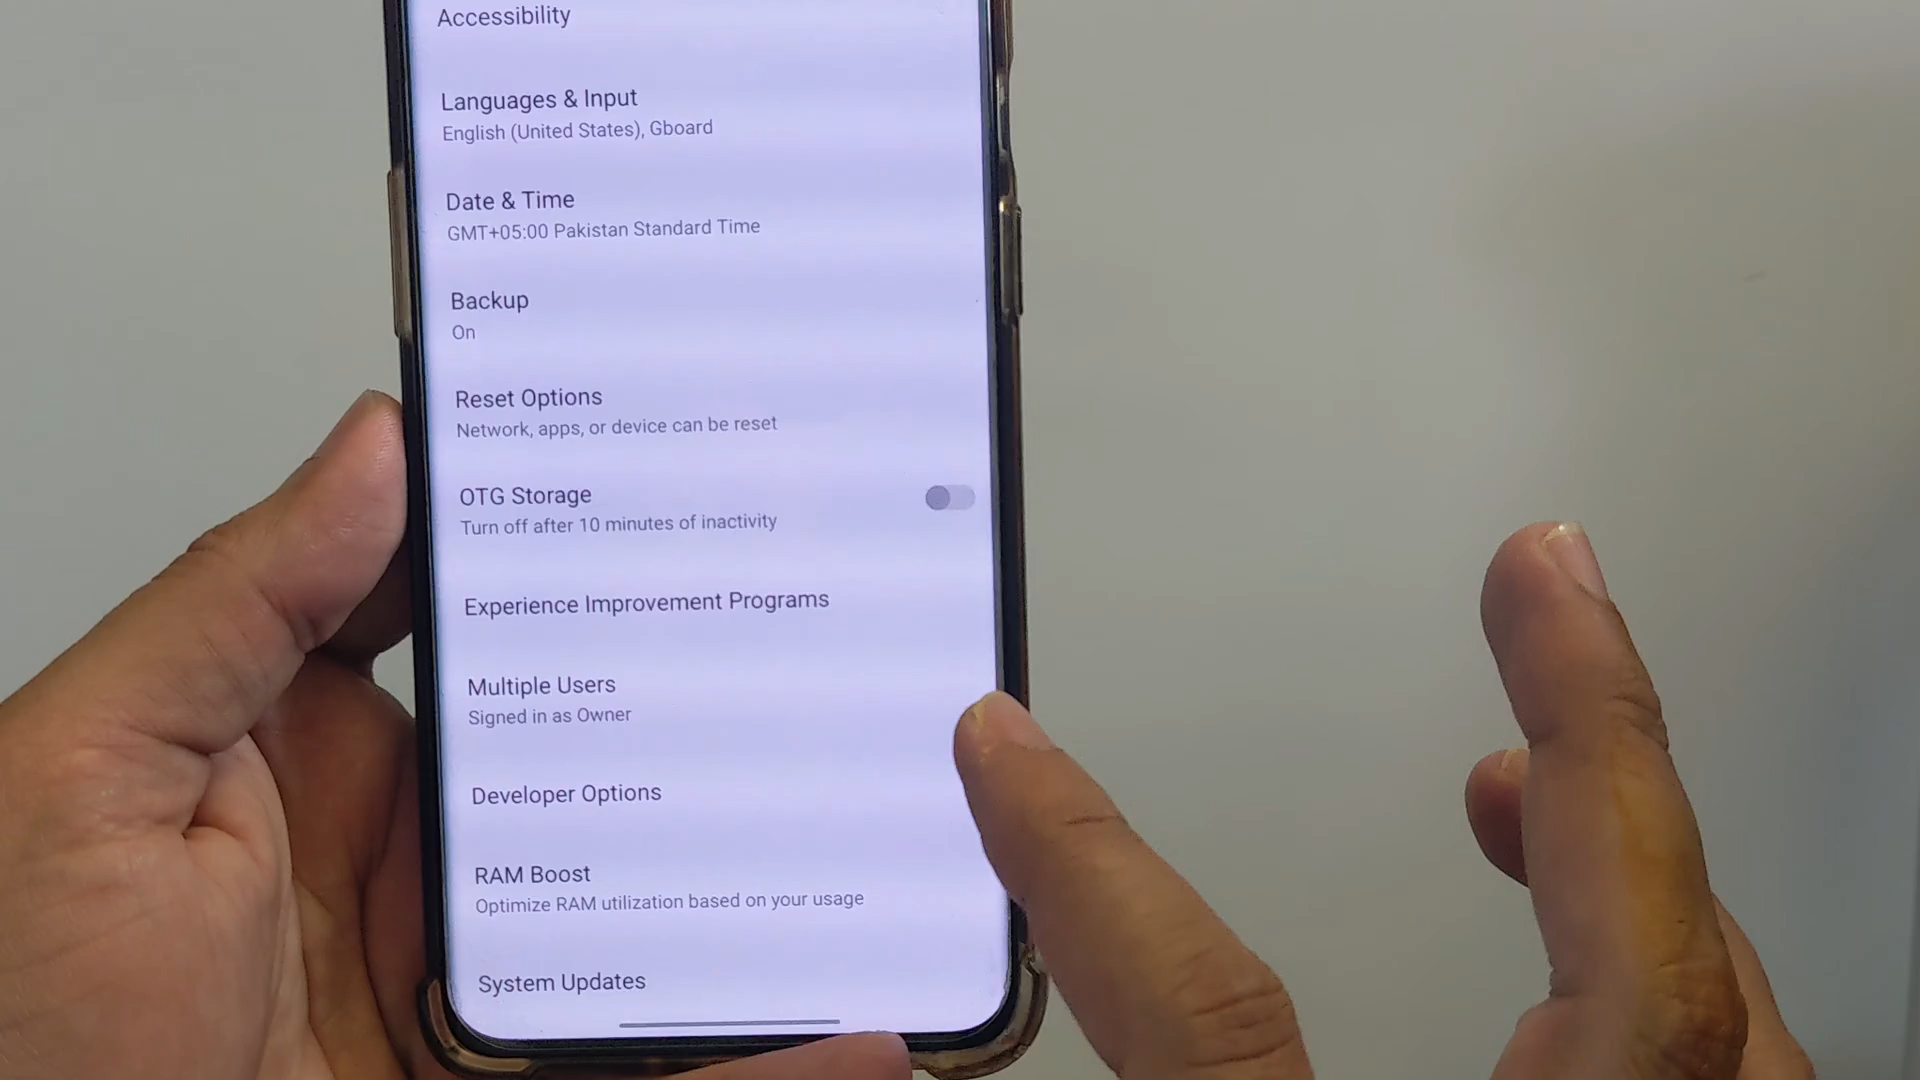 Accessibility
Languages & Input
English (United States), Gboard
Date & Time
GMT+05:00 Pakistan Standard Time
Backup
On
Reset Options
Network, apps, or device can be reset
OTG Storage
Turn off after 10 minutes of inactivity
Experience Improvement Programs
Multiple Users
Signed in as Owner
Developer Options
RAM Boost
Optimize RAM utilization based on your usage
System Updates